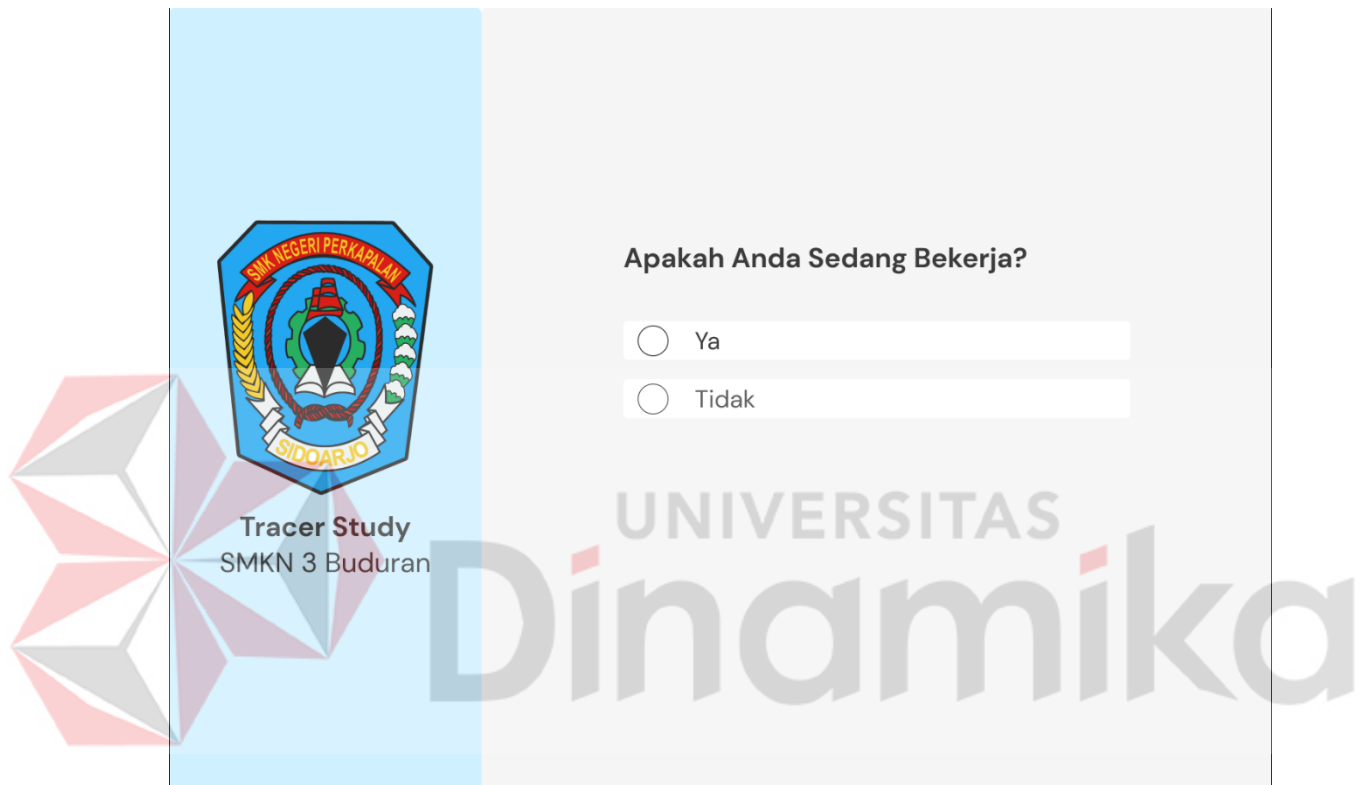 SMK NEGERI PERKAPALAN
SIDOARJO
Tracer Study
SMKN 3 Buduran
Apakah Anda Sedang Bekerja?
Ya
Tidak
UNIVERSITAS
Dinamika